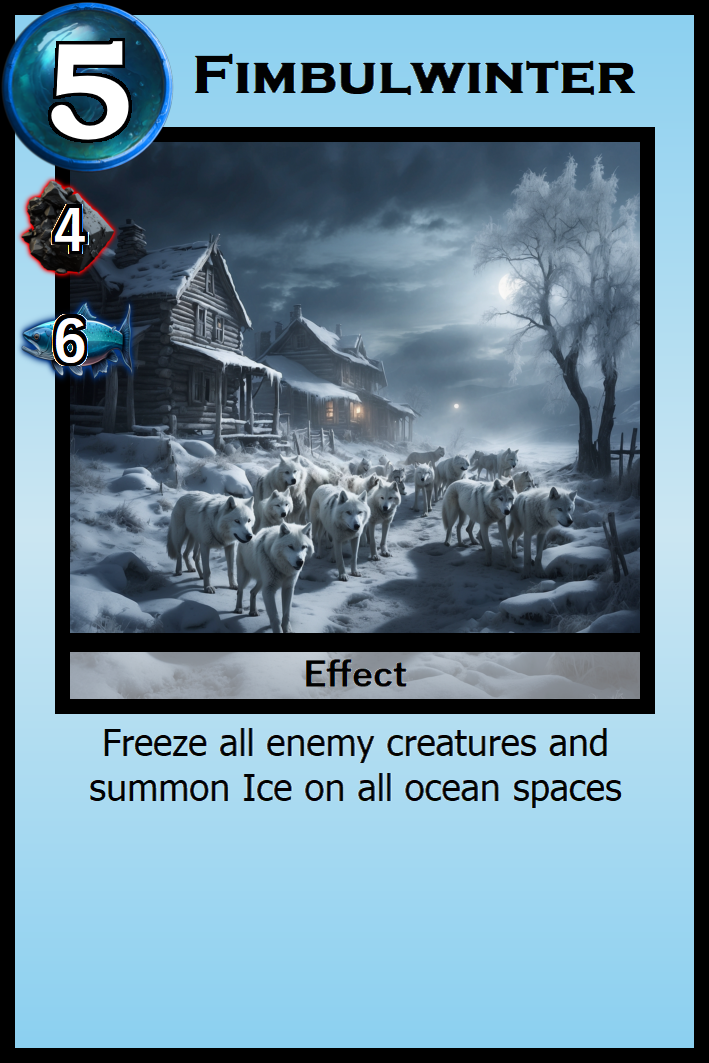 5
Fimbulwinter
4
6
Effect
Freeze all enemy creatures and
summon Ice on all ocean spaces